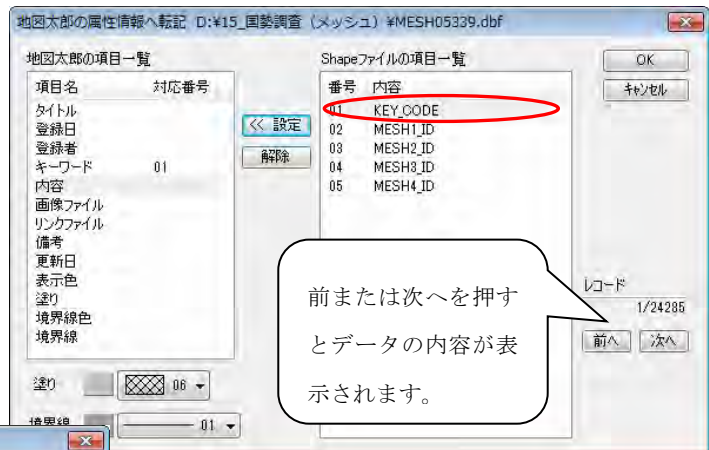 地図太郎の属性情報へ転記 D:¥15_国勢調査（メッシュ）¥MESH05339.dbf
地図太郎の項目一覧
項目名 対応番号
タイトル
登録日
登録者
キーワード 01
内容
画像ファイル
リンクファイル
備考
更新日
表示色
塗り
境界線色
境界線
<< 設定
解除
Shapeファイルの項目一覧
番号 内容
01 KEY_CODE
02 MESH1_ID
03 MESH2_ID
04 MESH3_ID
05 MESH4_ID
OK
キャンセル
前または次へを押す
とデータの内容が表
示されます。
レコード
1/24285
前へ 次へ
塗り 06
境界線 01